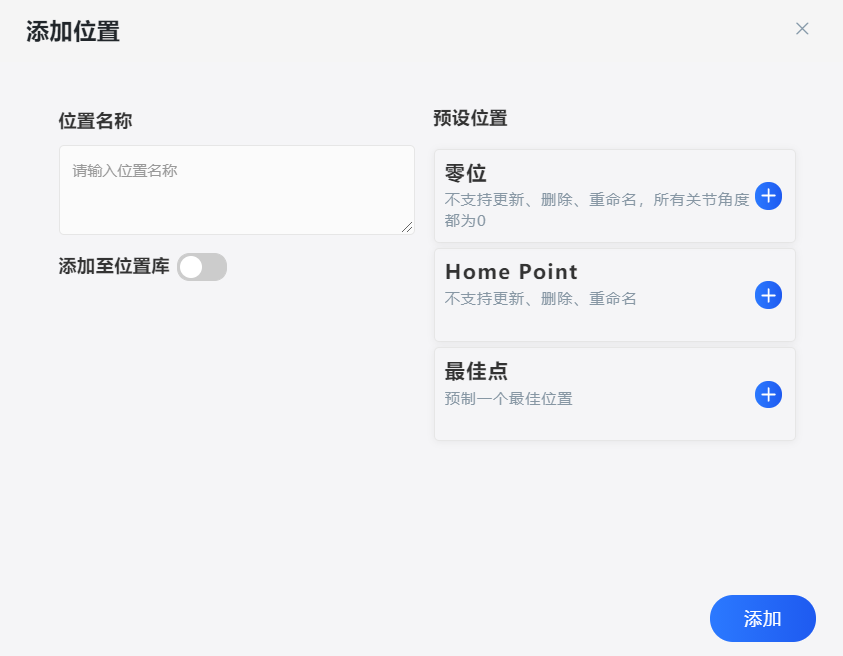 添加位置
位置名称
请输入位置名称
添加至位置库
预设位置
零位
不支持更新、删除、重命名，所有关节角度
都为0
Home Point
不支持更新、删除、重命名
最佳点
预制一个最佳位置
添加